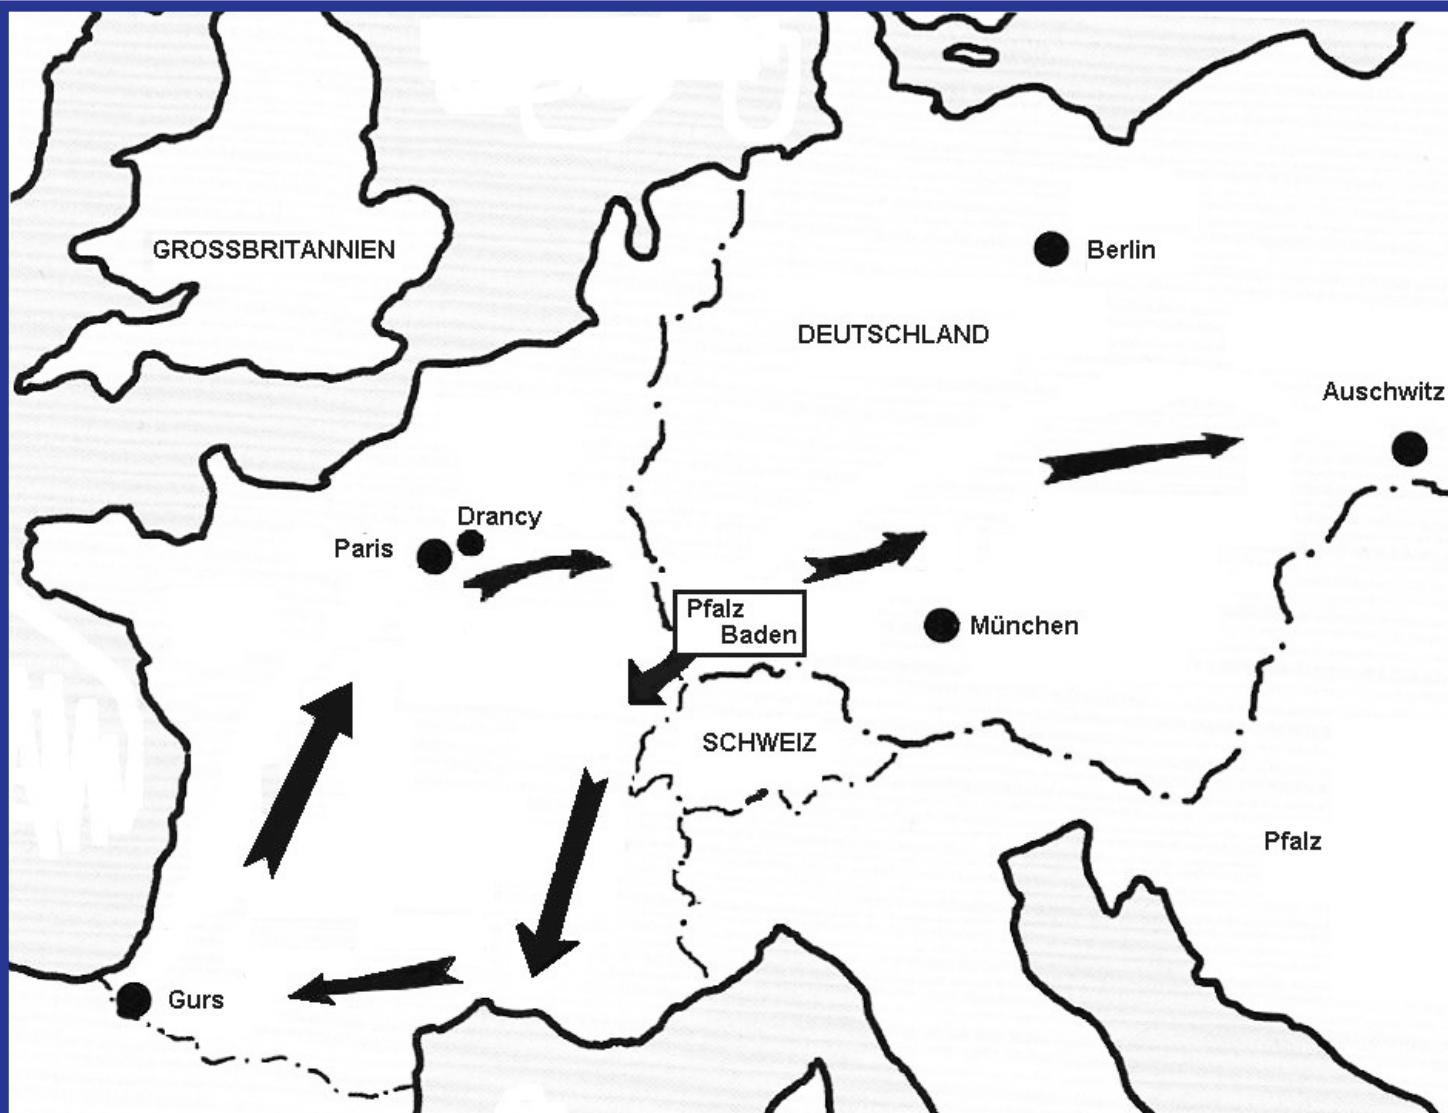 GROSSBRITANNIEN
Berlin
DEUTSCHLAND
Auschwitz
Drancy
Paris
Pfalz
Baden
München
SCHWEIZ
Pfalz
Gurs